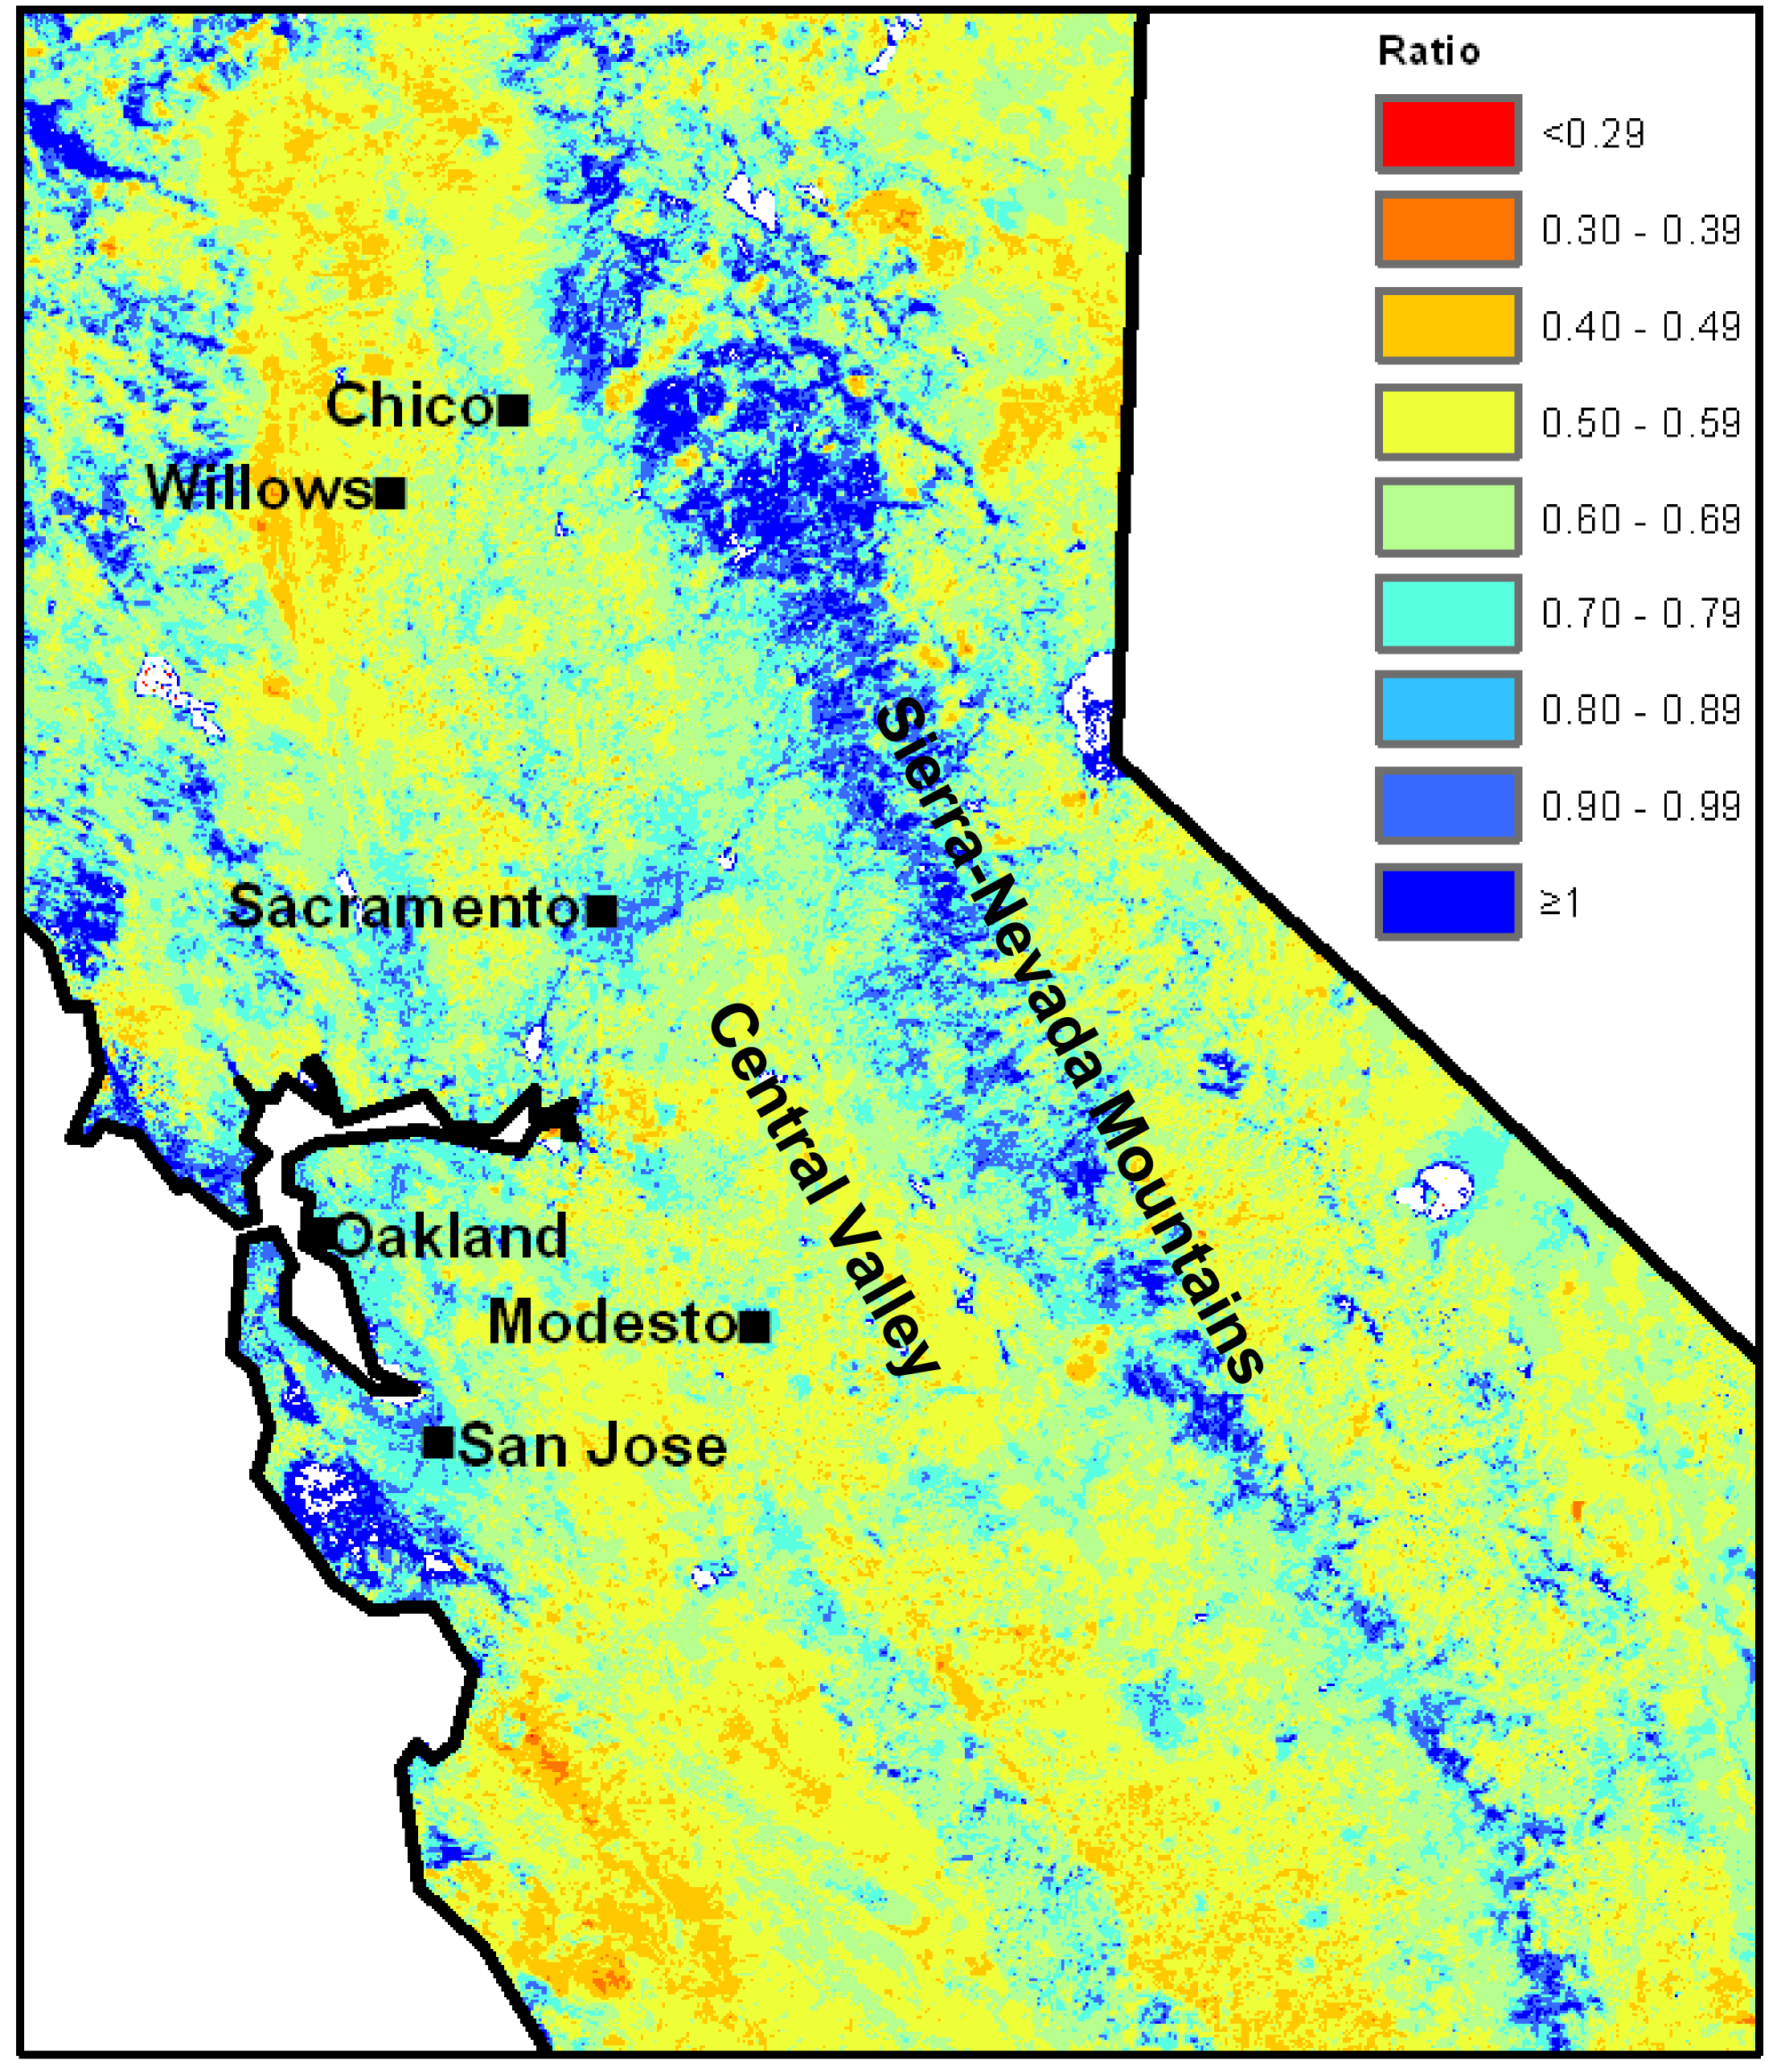 Ratio
<0.29
0.30 - 0.39
0.40 - 0.49
0.50 - 0.59
0.60 - 0.69
0.70 - 0.79
0.80 - 0.89
0.90 - 0.99
≥1
Chico
Willows
Sierra-Nevada Mountains
Sacramento
Central Valley
Oakland
Modesto
San Jose